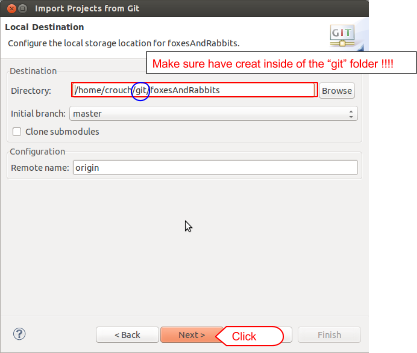 Import Projects from Git
Local Destination
Configure the local storage location for foxesAndRabbits.
GIT
Make sure have creat inside of the “git” folder !!!!
Destination
Directory: /home/crouch/git/foxesAndRabbits Browse
Initial branch: master
Clone submodules
Configuration
Remote name: origin
? < Back Next > Click Finish